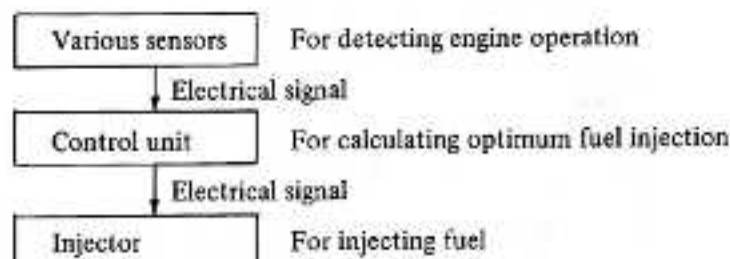 Various sensors For detecting engine operation
Electrical signal
Control unit For calculating optimum fuel injection
Electrical signal
Injector For injecting fuel